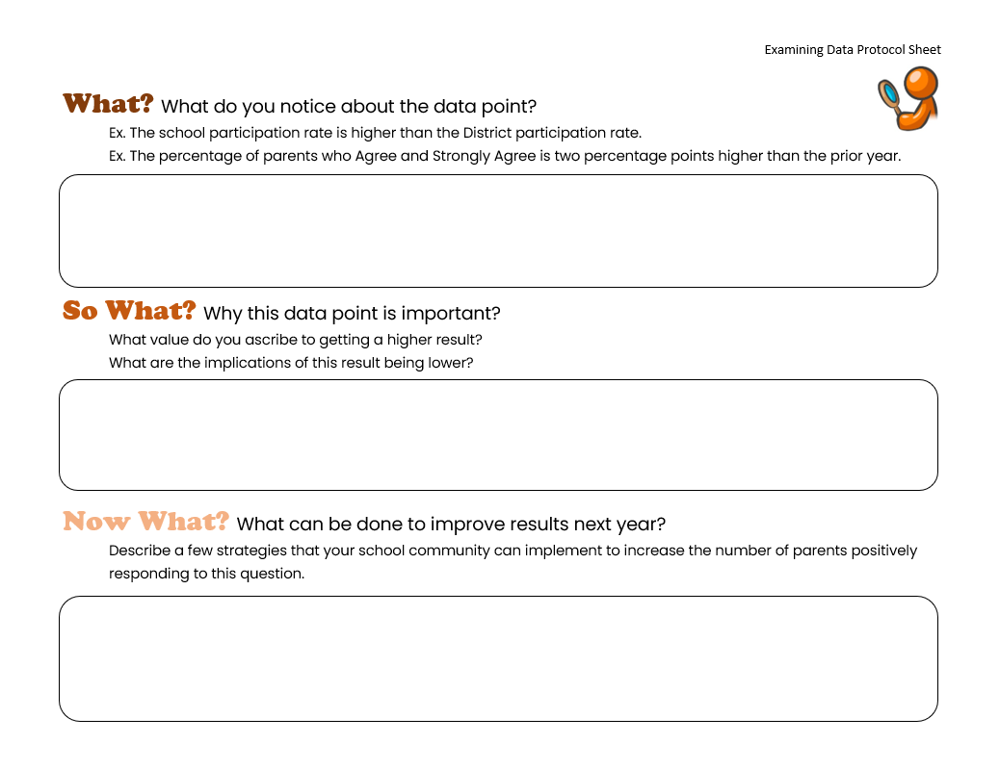 Examining Data Protocol Sheet
What? What do you notice about the data point?
Ex. The school participation rate is higher than the District participation rate.
Ex. The percentage of parents who Agree and Strongly Agree is two percentage points higher than the prior year.
So What? Why this data point is important?
What value do you ascribe to getting a higher result?
What are the implications of this result being lower?
Now What? What can be done to improve results next year?
Describe a few strategies that your school community can implement to increase the number of parents positively
responding to this question.